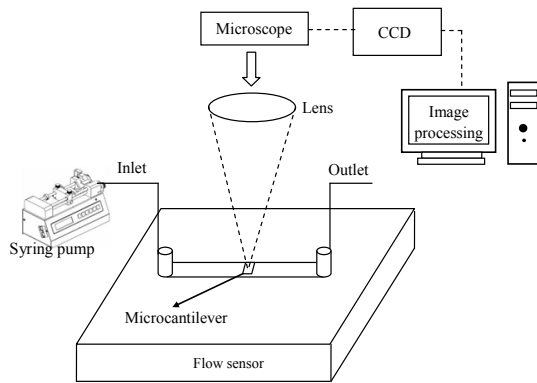 Microscope
CCD
Lens
Image
processing
Inlet
Outlet
Syring pump
Microcantilever
Flow sensor